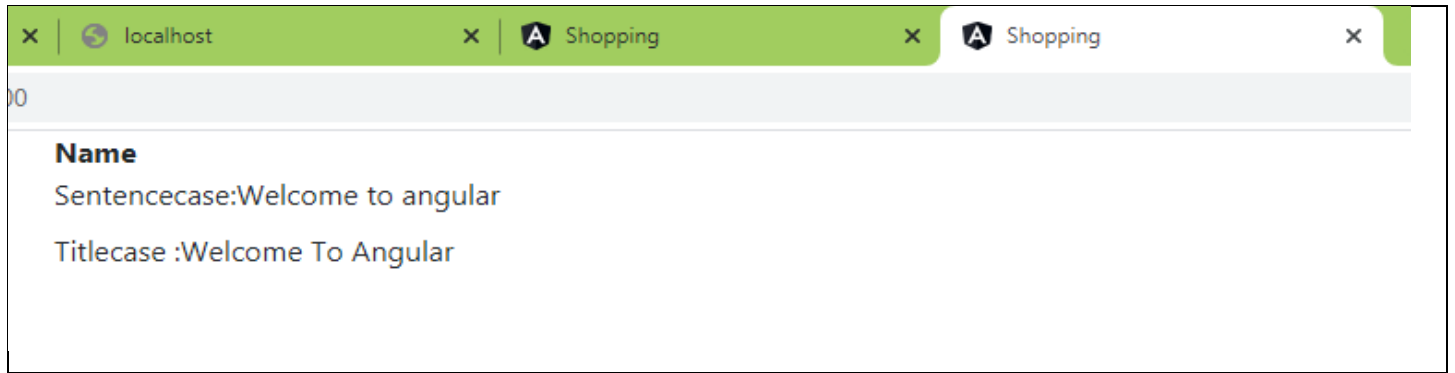 localhost Shopping Shopping
00
Name
Sentencecase:Welcome to angular
Titlecase :Welcome To Angular